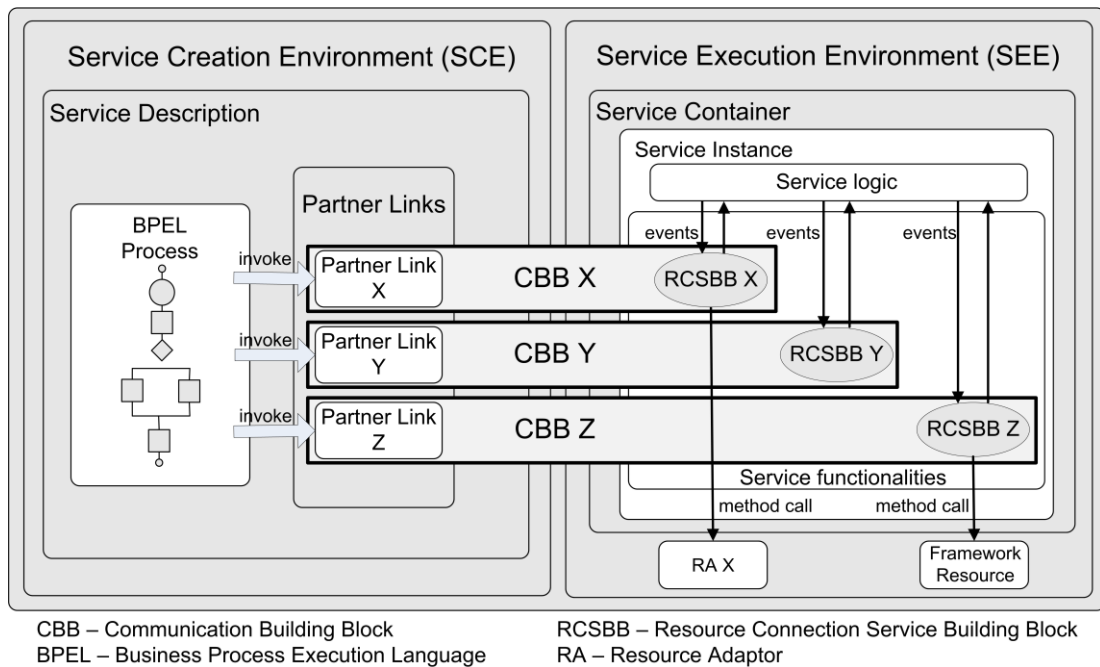 Service Creation Environment (SCE)
Service Description
BPEL
Process
Partner Links
invoke
Partner Link
X
CBB X
invoke
Partner Link
Y
CBB Y
invoke
Partner Link
Z
CBB Z
Service Execution Environment (SEE)
Service Container
Service Instance
Service logic
events
events
events
RCSBB X
RCSBB Y
RCSBB Z
Service functionalities
method call
method call
RA X
Framework
Resource
CBB – Communication Building Block
BPEL – Business Process Execution Language
RCSBB – Resource Connection Service Building Block
RA – Resource Adaptor